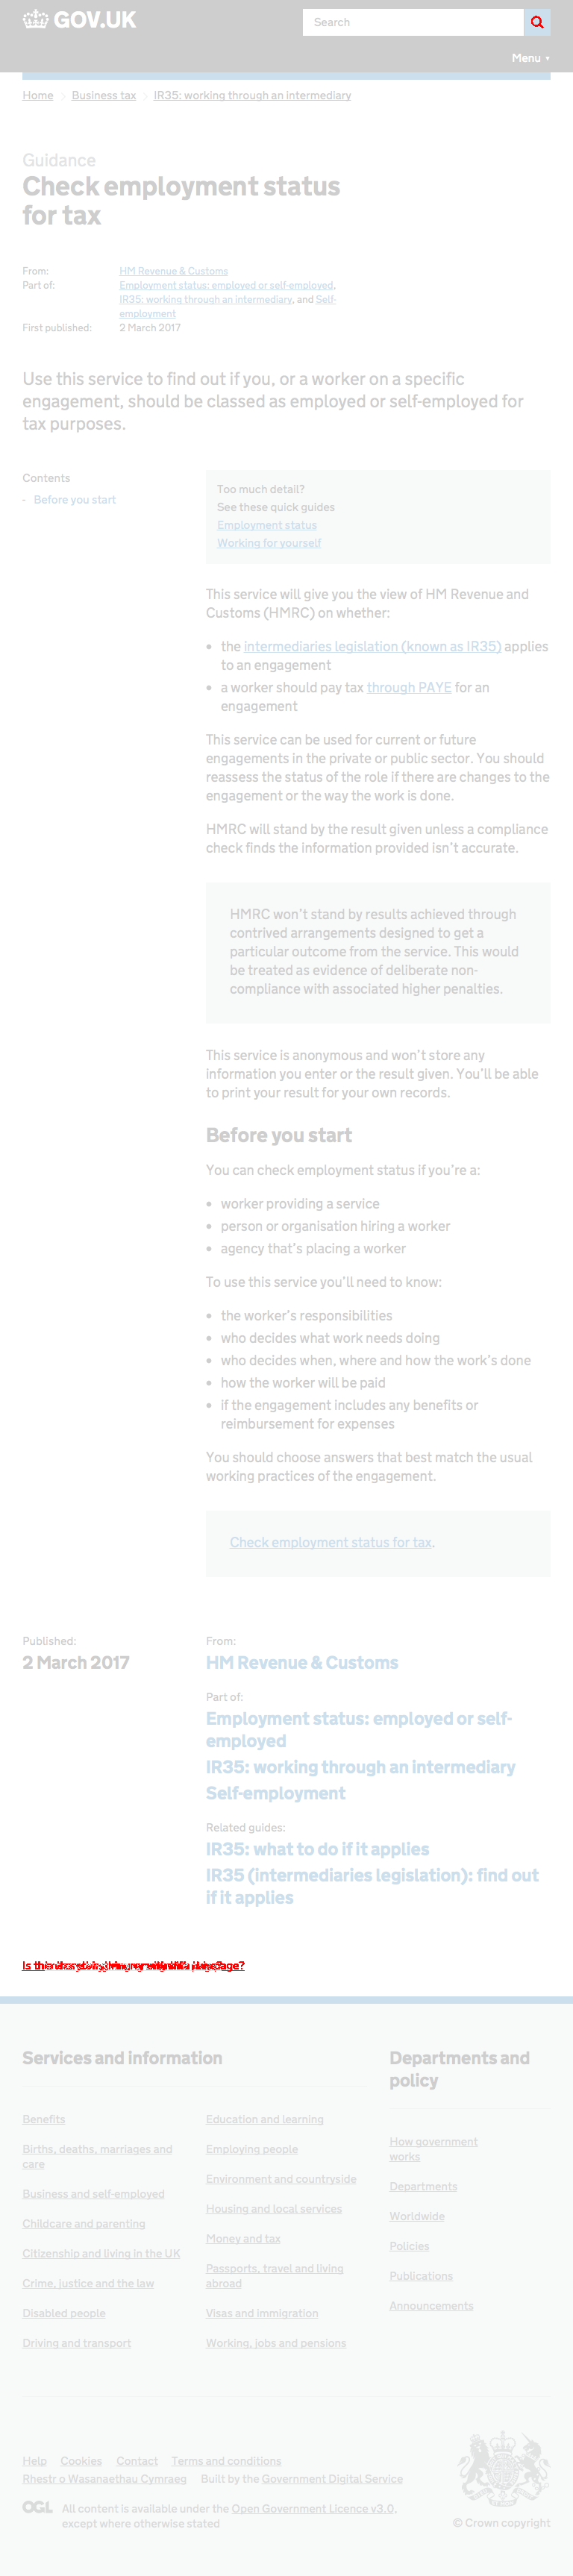 GOV.UK
Search
Menu ▼
Home
Business tax
IR35: working through an intermediary
Guidance
Check employment status
for tax
From:
HM Revenue & Customs
Part of:
Employment status: employed or self-employed,
IR35: working through an intermediary, and Self-
employment
First published:
2 March 2017
Use this service to find out if you, or a worker on a specific
engagement, should be classed as employed or self-employed for
tax purposes.
Contents
- Before you start
Too much detail?
See these quick guides
Employment status
Working for yourself
This service will give you the view of HM Revenue and
Customs (HMRC) on whether:
• the intermediaries legislation (known as IR35) applies
to an engagement
• a worker should pay tax through PAYE for an
engagement
This service can be used for current or future
engagements in the private or public sector. You should
reassess the status of the role if there are changes to the
engagement or the way the work is done.
HMRC will stand by the result given unless a compliance
check finds the information provided isn’t accurate.
HMRC won’t stand by results achieved through
contrived arrangements designed to get a
particular outcome from the service. This would
be treated as evidence of deliberate non-
compliance with associated higher penalties.
This service is anonymous and won’t store any
information you enter or the result given. You’ll be able
to print your result for your own records.
Before you start
You can check employment status if you’re a:
• worker providing a service
• person or organisation hiring a worker
• agency that’s placing a worker
To use this service you’ll need to know:
• the worker’s responsibilities
• who decides what work needs doing
• who decides when, where and how the work’s done
• how the worker will be paid
• if the engagement includes any benefits or
reimbursement for expenses
You should choose answers that best match the usual
working practices of the engagement.
Check employment status for tax.
Published:
2 March 2017
From:
HM Revenue & Customs
Part of:
Employment status: employed or self-
employed
IR35: working through an intermediary
Self-employment
Related guides:
IR35: what to do if it applies
IR35 (intermediaries legislation): find out
if it applies
Services and information
Benefits
Births, deaths, marriages and
care
Business and self-employed
Childcare and parenting
Citizenship and living in the UK
Crime, justice and the law
Disabled people
Driving and transport
Education and learning
Employing people
Environment and countryside
Housing and local services
Money and tax
Passports, travel and living
abroad
Visas and immigration
Working, jobs and pensions
Departments and
policy
How government
works
Departments
Worldwide
Policies
Publications
Announcements
Help
Cookies
Contact
Terms and conditions
Rhestr o Wasanaethau Cymraeg
Built by the Government Digital Service
OGL
All content is available under the Open Government Licence v3.0,
except where otherwise stated
© Crown copyright